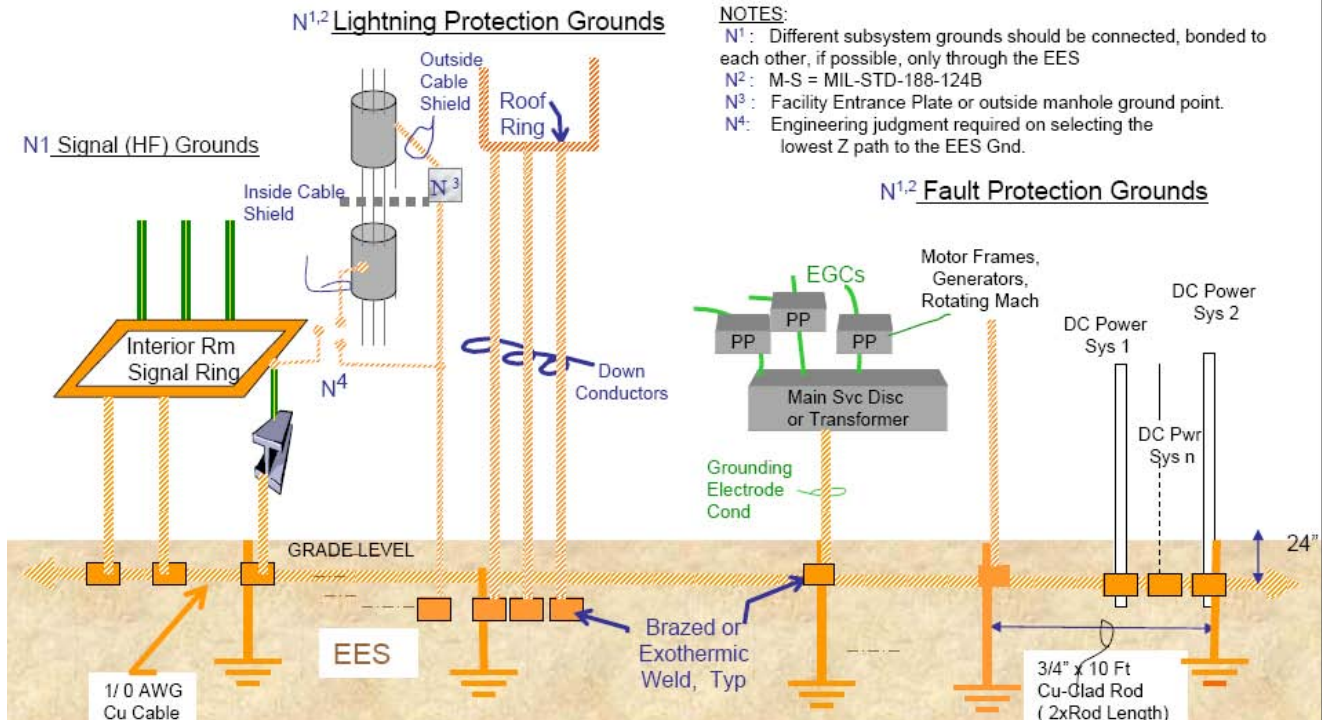 N1,2 Lightning Protection Grounds
NOTES:
N1 : Different subsystem grounds should be connected, bonded to
each other, if possible, only through the EES
N2 : M-S = MIL-STD-188-124B
N3 : Facility Entrance Plate or outside manhole ground point.
N4: Engineering judgment required on selecting the
lowest Z path to the EES Gnd.
Outside
Cable
Shield
Roof
Ring
N1 Signal (HF) Grounds
N 3
Inside Cable
Shield
N1,2 Fault Protection Grounds
Interior Rm
Signal Ring
N4
Down
Conductors
EGCs
Motor Frames,
Generators,
Rotating Mach
PP
PP
PP
Main Svc Disc
or Transformer
DC Power
Sys 1
DC Power
Sys 2
DC Pwr
Sys n
Grounding
Electrode
Cond
GRADE LEVEL
24”
EES
Brazed or
Exothermic
Weld, Typ
1/ 0 AWG
Cu Cable
3/4” x 10 Ft
Cu-Clad Rod
( 2xRod Length)